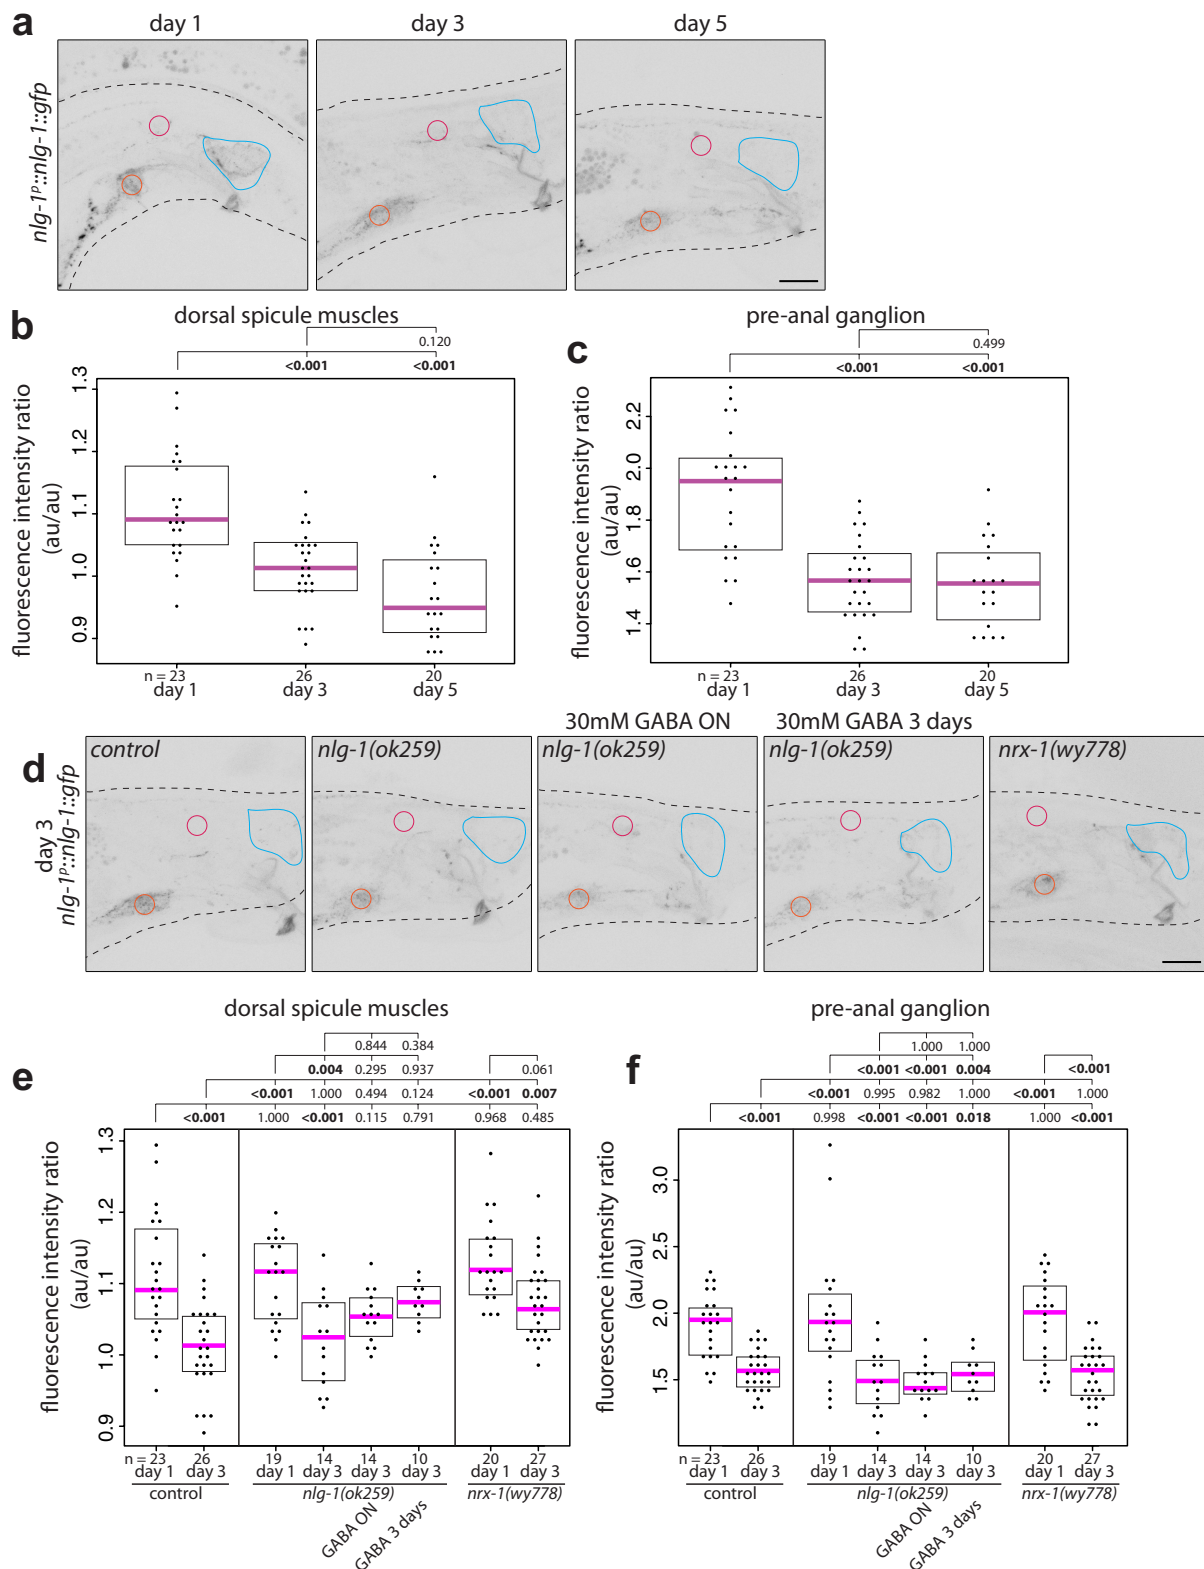 a
day 1 day 3 day 5
nlg-1ᵖ::nlg-1::gfp
b
dorsal spicule muscles
0.120
<0.001 <0.001
fluorescence intensity ratio
(au/au)
1.3
1.2
1.1
1.0
0.9
n = 23 26 20
day 1 day 3 day 5
c
pre-anal ganglion
0.499
<0.001 <0.001
fluorescence intensity ratio
(au/au)
2.2
2.0
1.8
1.6
1.4
n = 23 26 20
day 1 day 3 day 5
d
30mM GABA ON 30mM GABA 3 days
control nlg-1(ok259) nlg-1(ok259) nlg-1(ok259) nrx-1(wy778)
day 3
nlg-1ᵖ::nlg-1::gfp
e
dorsal spicule muscles
0.844 0.384
0.004 0.295 0.937 0.061
<0.001 1.000 0.494 0.124 <0.001 0.007
<0.001 1.000 <0.001 0.115 0.791 0.968 0.485
fluorescence intensity ratio
(au/au)
1.3
1.2
1.1
1.0
0.9
n = 23 26 19 14 14 10 20 27
day 1 day 3 day 1 day 3 day 3 day 3 day 1 day 3
control nlg-1(ok259) nrx-1(wy778)
GABA ON
GABA 3 days
f
pre-anal ganglion
1.000 1.000
<0.001 <0.001 0.004 <0.001
<0.001 0.995 0.982 1.000 <0.001 1.000
<0.001 0.998 <0.001 <0.001 0.018 1.000 <0.001
fluorescence intensity ratio
(au/au)
3.0
2.5
2.0
1.5
n = 23 26 19 14 14 10 20 27
day 1 day 3 day 1 day 3 day 3 day 3 day 1 day 3
control nlg-1(ok259) nrx-1(wy778)
GABA ON
GABA 3 days